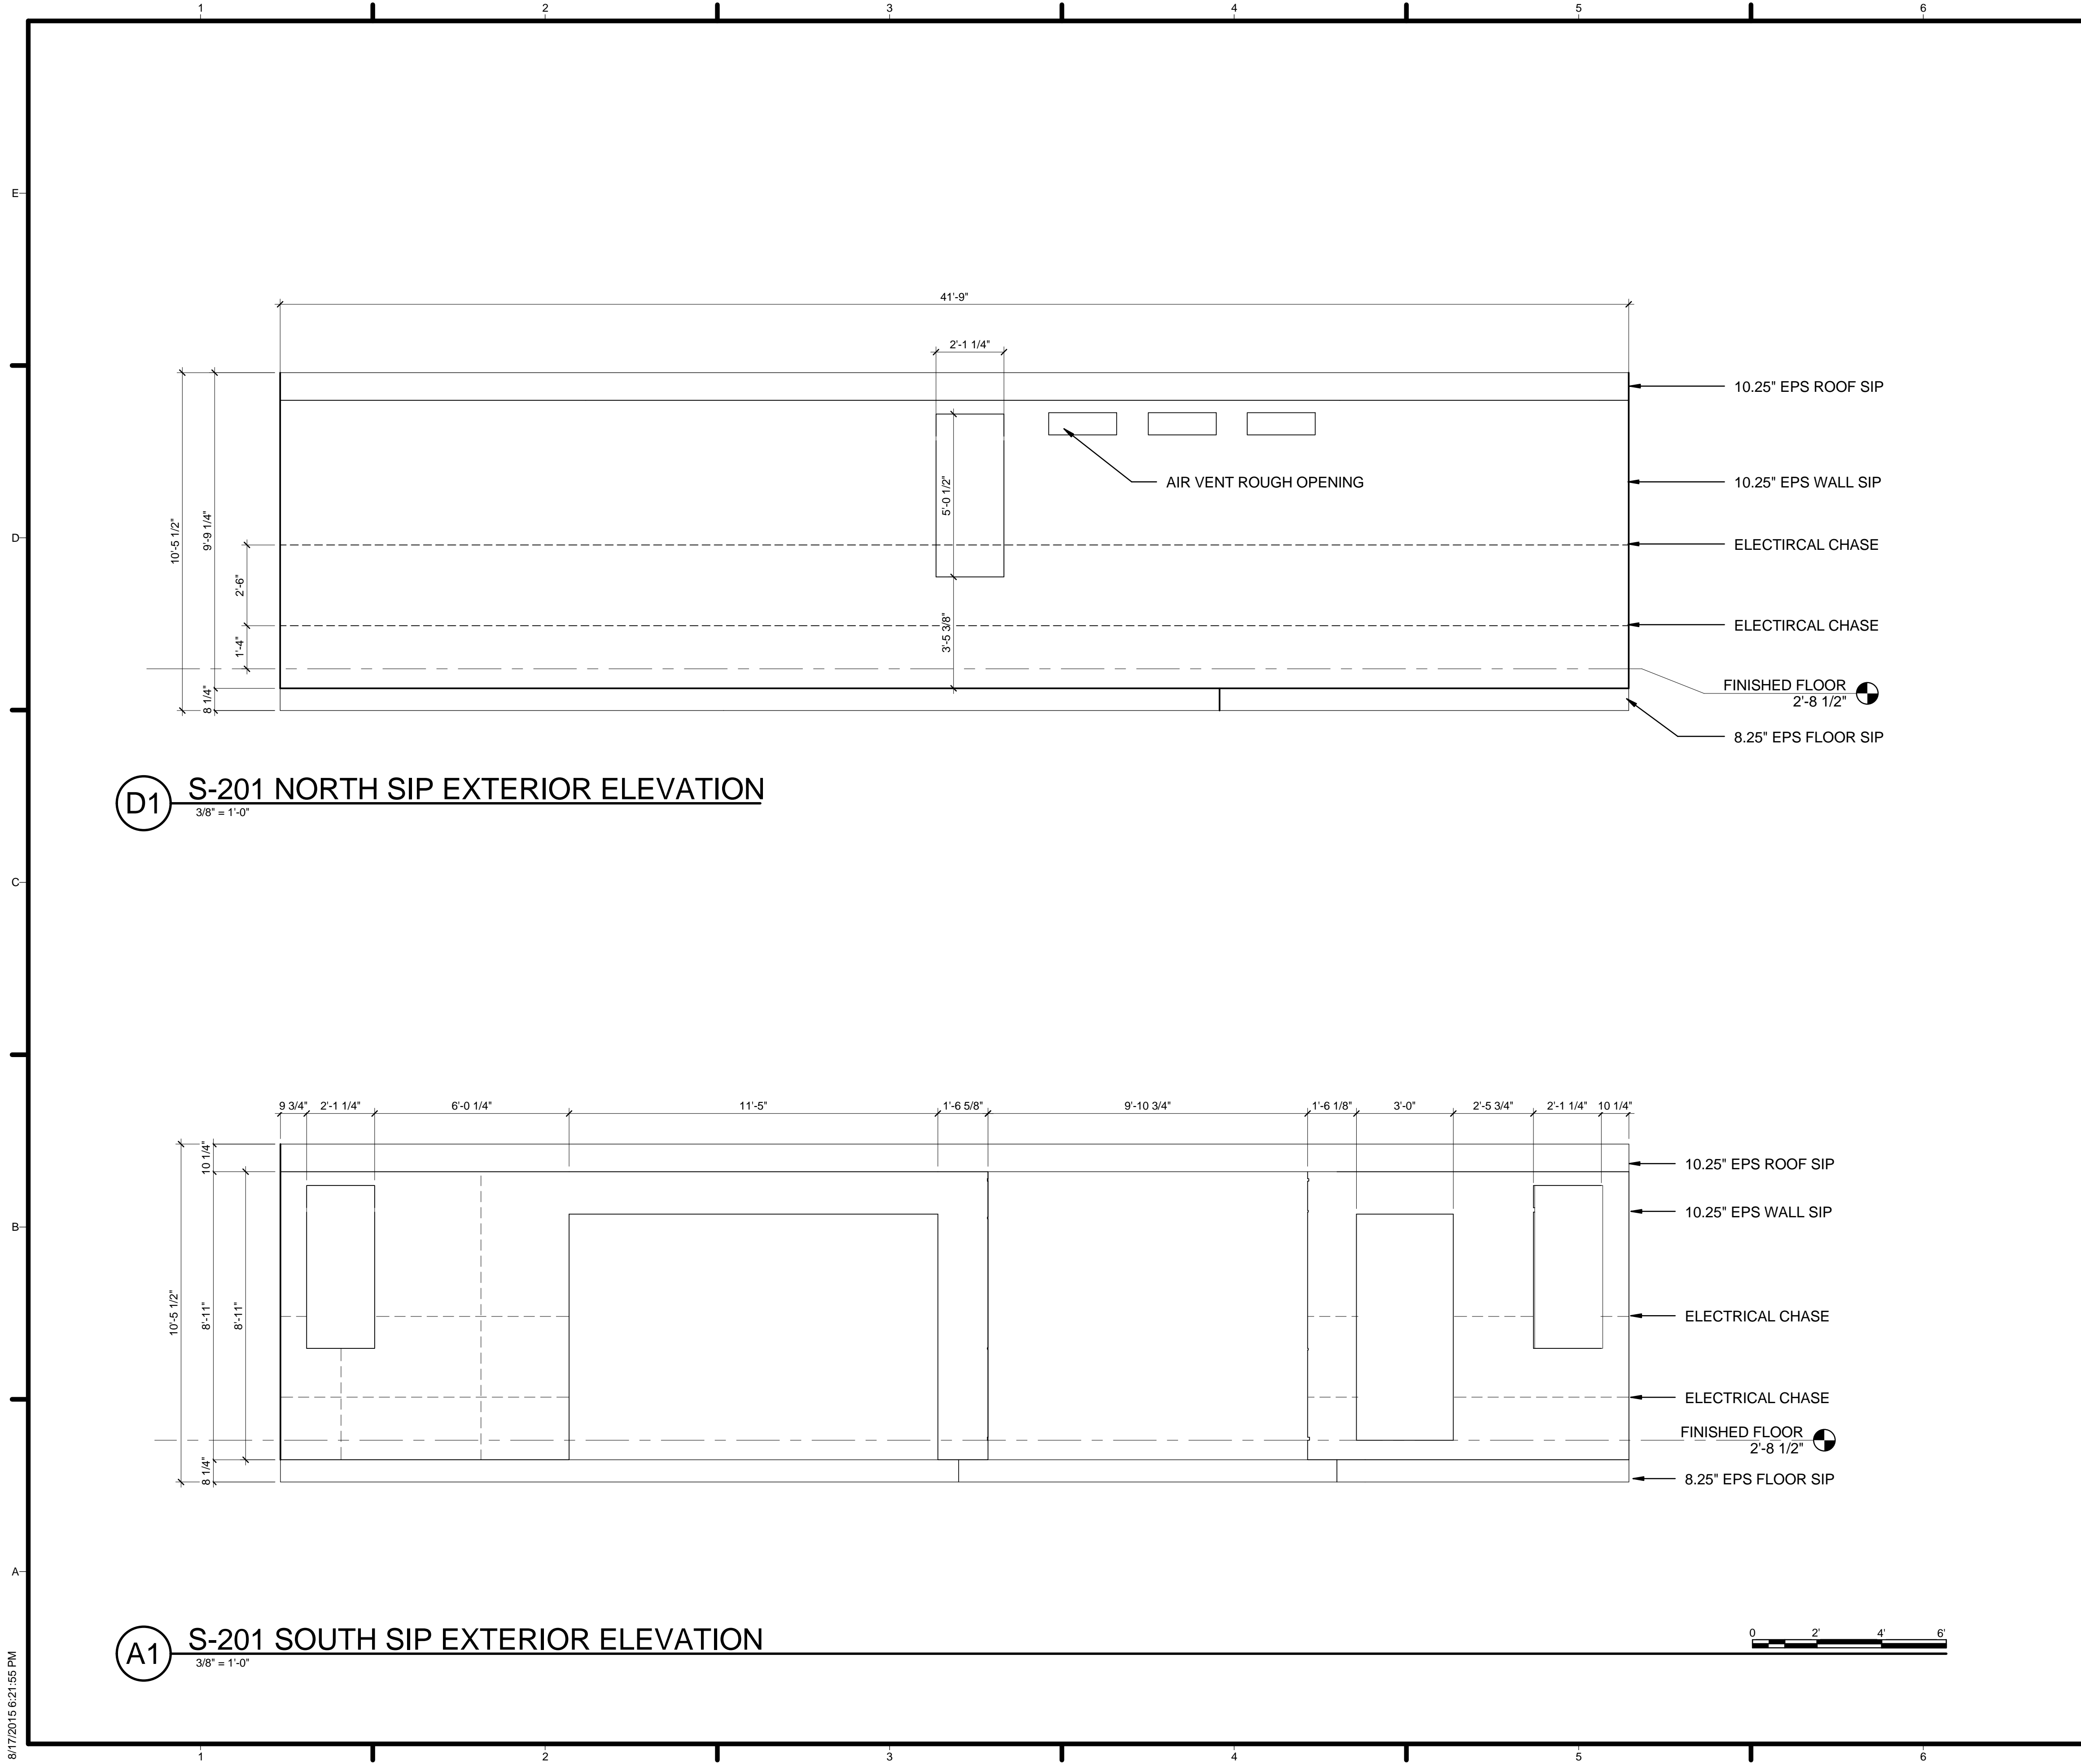 1 2 3 4 5 6
E
41'-9"
2'-1 1/4"
10.25" EPS ROOF SIP
AIR VENT ROUGH OPENING
10.25" EPS WALL SIP
5'-0 1/2"
10'-5 1/2"
9'-9 1/4"
D
ELECTIRCAL CHASE
2'-6"
ELECTIRCAL CHASE
3'-5 3/8"
1'-4"
8 1/4"
FINISHED FLOOR
2'-8 1/2"
8.25" EPS FLOOR SIP
D1
S-201 NORTH SIP EXTERIOR ELEVATION
3/8" = 1'-0"
C
9 3/4" 2'-1 1/4" 6'-0 1/4" 11'-5" 1'-6 5/8" 9'-10 3/4" 1'-6 1/8" 3'-0" 2'-5 3/4" 2'-1 1/4" 10 1/4"
10 1/4"
10.25" EPS ROOF SIP
10.25" EPS WALL SIP
B
10'-5 1/2"
8'-11"
8'-11"
ELECTRICAL CHASE
ELECTRICAL CHASE
FINISHED FLOOR
2'-8 1/2"
8 1/4"
8.25" EPS FLOOR SIP
A
A1
S-201 SOUTH SIP EXTERIOR ELEVATION
3/8" = 1'-0"
0 2' 4' 6'
8/17/2015 6:21:55 PM
1 2 3 4 5 6